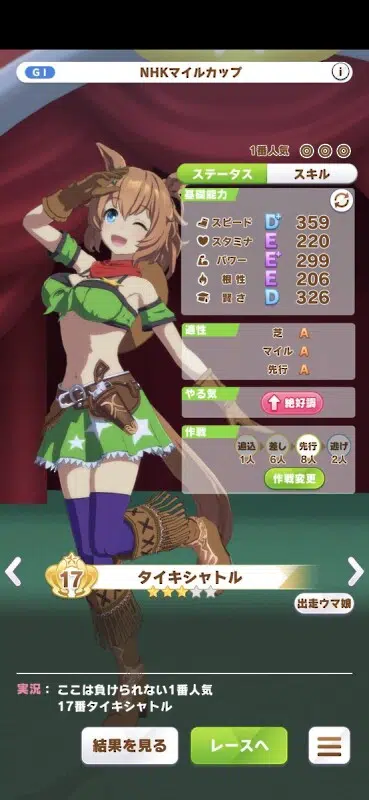 GI NHKマイルカップ
1番人気 ◎ ◎ ◎
ステータス スキル
基礎能力
スピード D+ 359
スタミナ E 220
パワー E+ 299
根性 E 206
賢さ D 326
適性
芝 A
マイル A
先行 A
やる気 絶好調
作戦
追込 差し 先行 逃げ
1人 6人 8人 2人
作戦変更
17 タイキシャトル
出走ウマ娘
実況： ここは負けられない1番人気
17番タイキシャトル
結果を見る レースへ